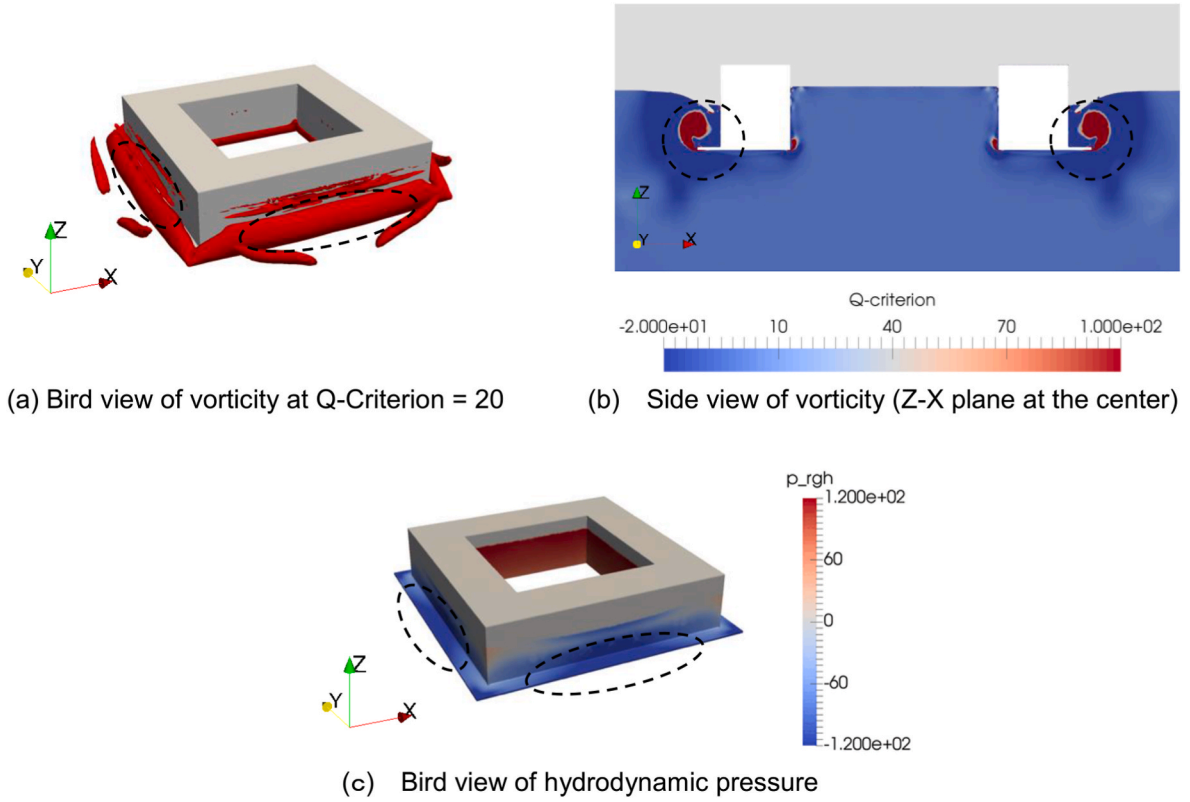 Z
Y
X
(a) Bird view of vorticity at Q-Criterion = 20
Z
Y
X
Q-criterion
-2.000e+01 10 40 70 1.000e+02
(b) Side view of vorticity (Z-X plane at the center)
Z
Y
X
p_rgh
1.200e+02
60
0
-60
-1.200e+02
(c) Bird view of hydrodynamic pressure